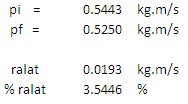 pi = 0.5443 kg.m/s
pf = 0.5250 kg.m/s
ralat 0.0193 kg.m/s
% ralat 3.5446 %